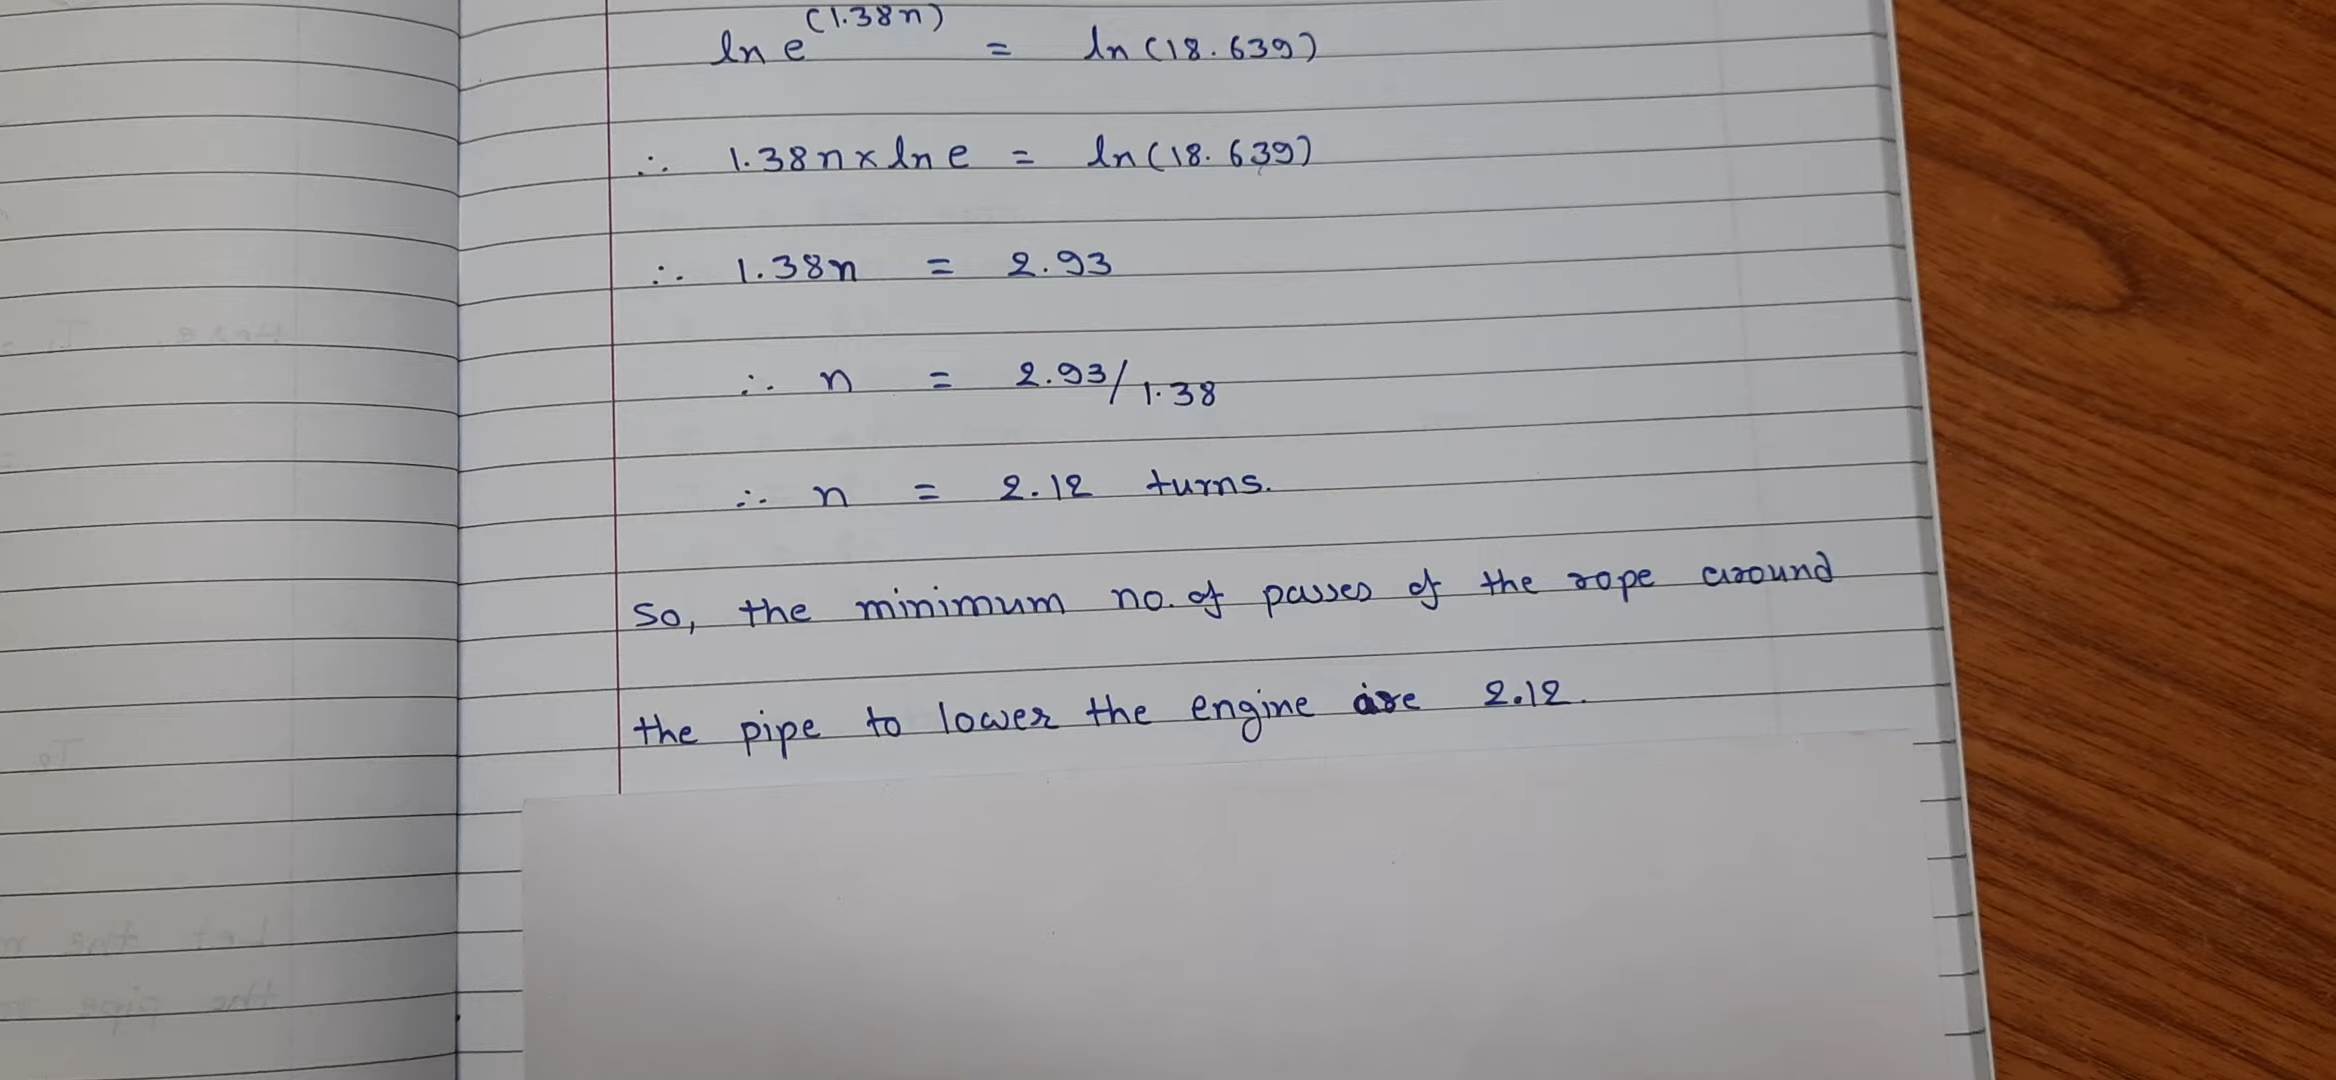 ln e^(1.38n) = ln(18.639)
∴ 1.38n × ln e = ln(18.639)
∴ 1.38n = 2.93
∴ n = 2.93/1.38
∴ n = 2.12 turns.
So, the minimum no. of passes of the rope around
the pipe to lower the engine are 2.12.